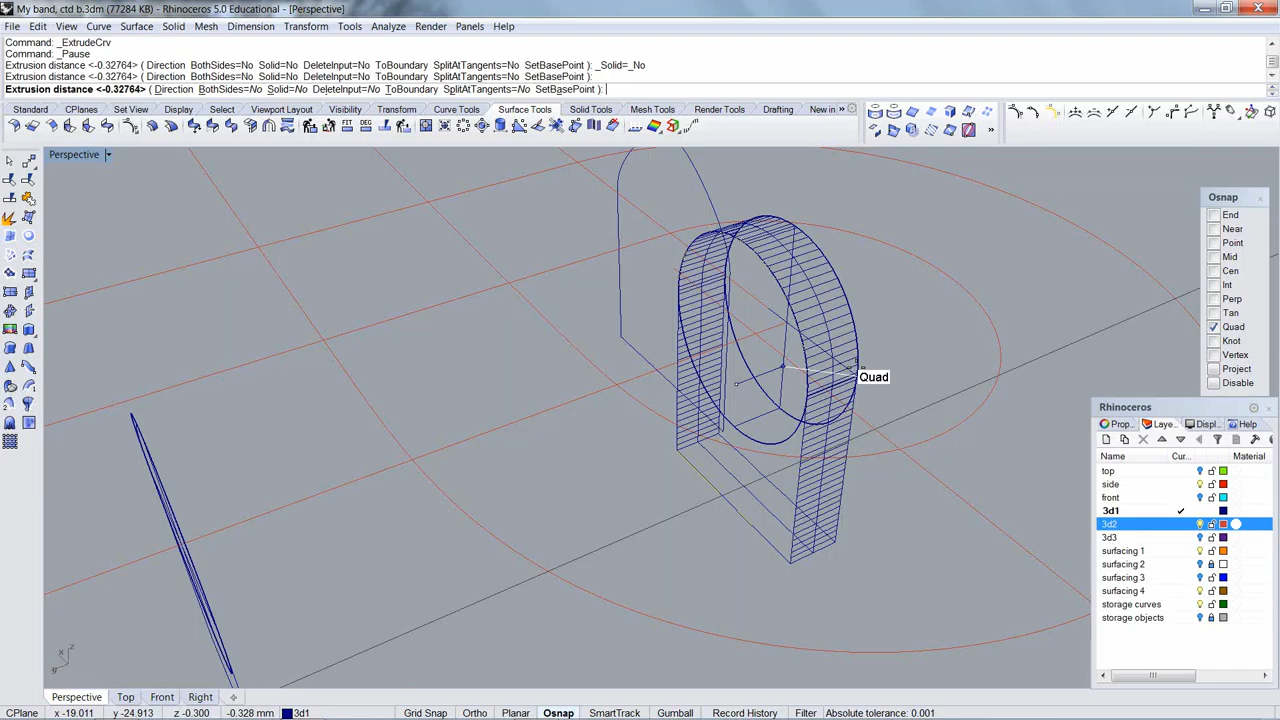 My band, ctd b.3dm (77284 KB) - Rhinoceros 5.0 Educational - [Perspective]
File Edit View Curve Surface Solid Mesh Dimension Transform Tools Analyze Render Panels Help
Command: _ExtrudeCrv
Command: _Pause
Extrusion distance <-0.32764> ( Direction BothSides=No Solid=No DeleteInput=No ToBoundary SplitAtTangents=No SetBasePoint ): _Solid=_No
Extrusion distance <-0.32764> ( Direction BothSides=No Solid=No DeleteInput=No ToBoundary SplitAtTangents=No SetBasePoint ):
Extrusion distance <-0.32764> ( Direction BothSides=No Solid=No DeleteInput=No ToBoundary SplitAtTangents=No SetBasePoint ):
Standard CPlanes Set View Display Select Viewport Layout Visibility Transform Curve Tools Surface Tools Solid Tools Mesh Tools Render Tools Drafting New in
FIT DEG
Perspective
Osnap
End
Near
Point
Mid
Cen
Int
Perp
Tan
Quad
Knot
Vertex
Project
Disable
Quad
Rhinoceros
Prop... Laye... Displ... Help
Name Cur... Material
top
side
front
3d1
3d2
3d3
surfacing 1
surfacing 2
surfacing 3
surfacing 4
storage curves
storage objects
z
x
y
Perspective Top Front Right
CPlane x -19.011 y -24.913 z -0.300 -0.328 mm 3d1 Grid Snap Ortho Planar Osnap SmartTrack Gumball Record History Filter Absolute tolerance: 0.001